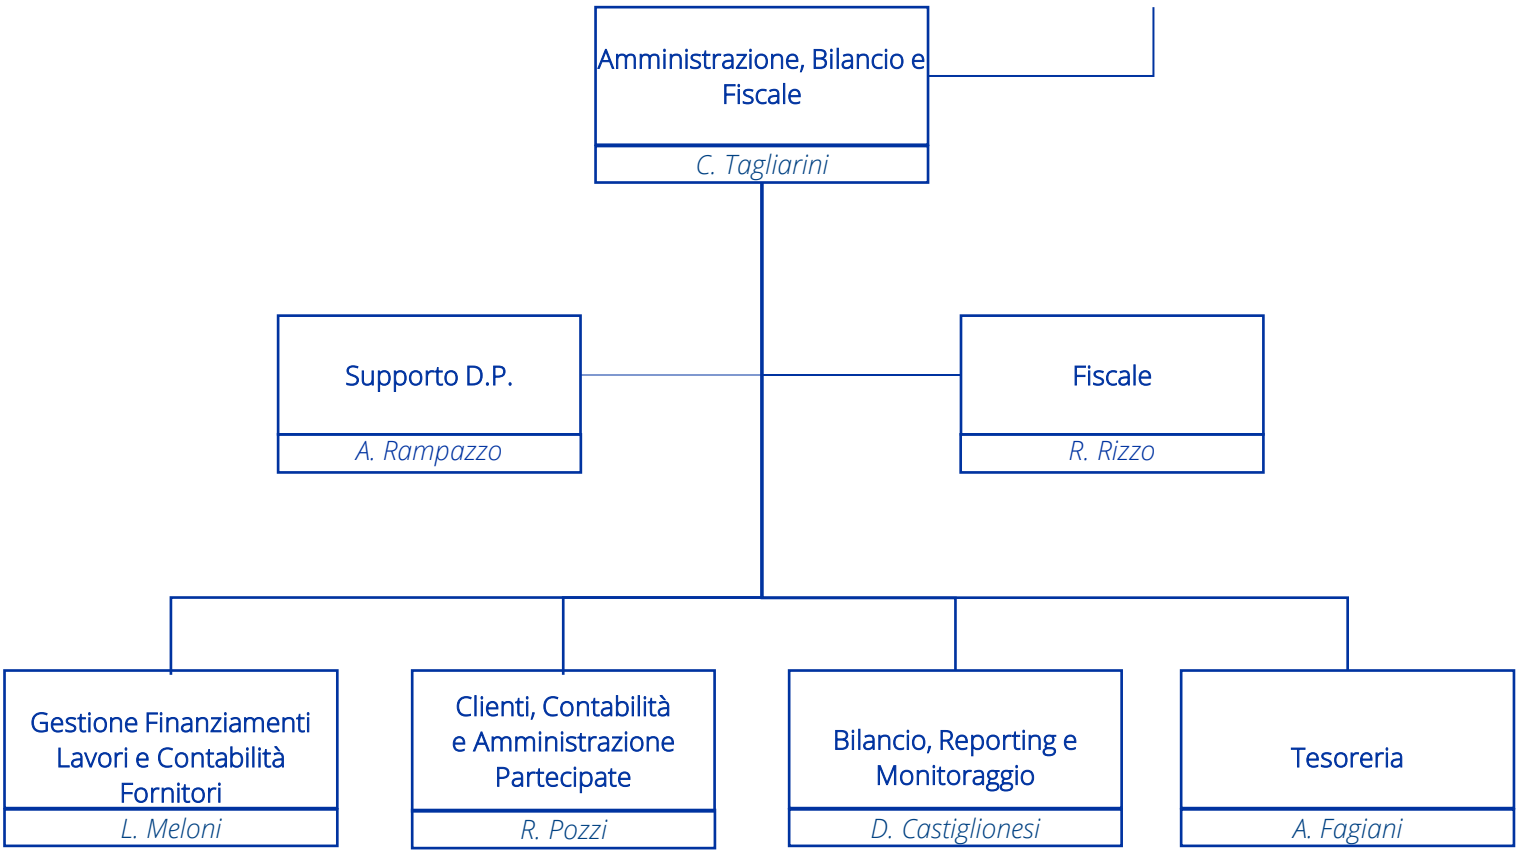 Amministrazione, Bilancio e
Fiscale
C. Tagliarini
Supporto D.P.
A. Rampazzo
Fiscale
R. Rizzo
Gestione Finanziamenti
Lavori e Contabilità
Fornitori
L. Meloni
Clienti, Contabilità
e Amministrazione
Partecipate
R. Pozzi
Bilancio, Reporting e
Monitoraggio
D. Castiglionesi
Tesoreria
A. Fagiani